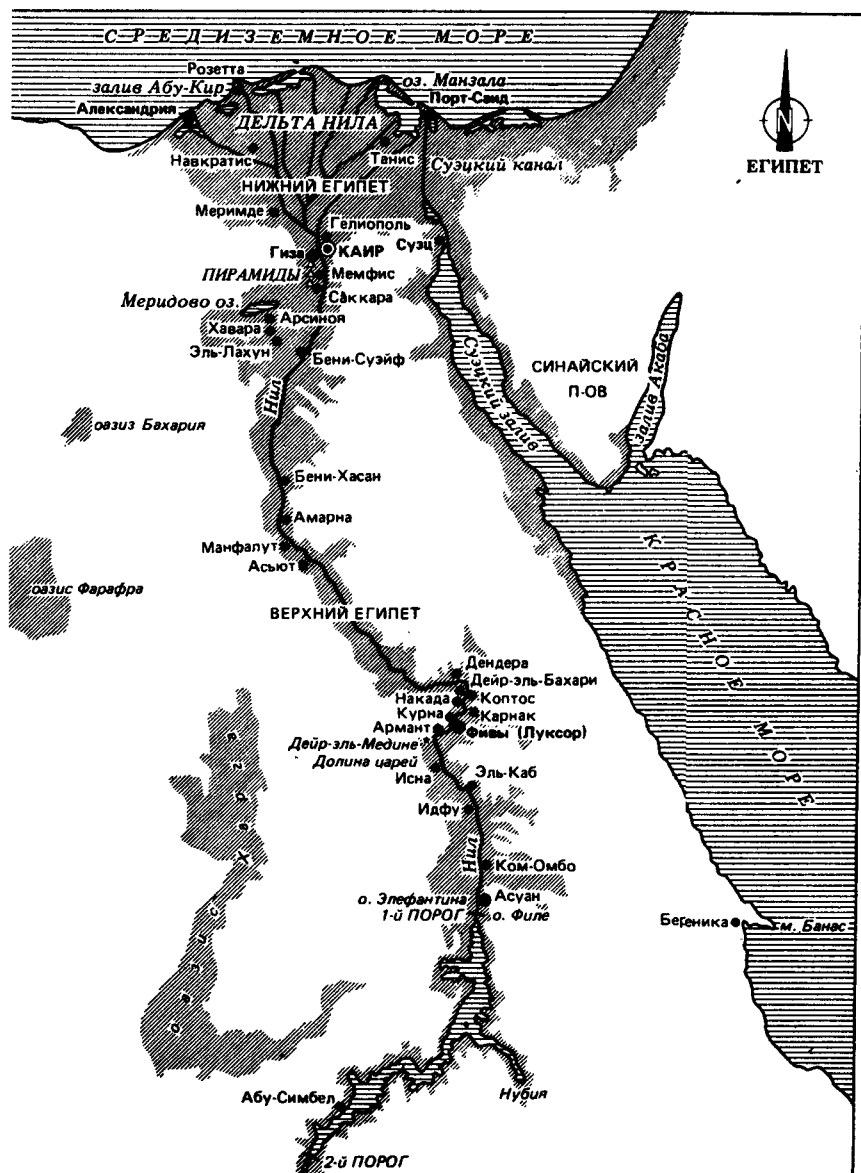 СРЕДИЗЕМНОЕ МОРЕ
Розетта
залив Абу-Кир
оз. Манзала
Александрия
Порт-Саид
ДЕЛЬТА НИЛА
N
ЕГИПЕТ
Навкратис
Танис
Суэцкий канал
НИЖНИЙ ЕГИПЕТ
Меримде
Гелиополь
Суэц
Гиза
КАИР
ПИРАМИДЫ
Мемфис
Саккара
Меридово оз.
Арсиноя
Хавара
Эль-Лахун
Бени-Суэйф
Нил
Суэцкий залив
СИНАЙСКИЙ
П-ОВ
залив Акаба
оазиз Бахария
Бени-Хасан
Амарна
Манфалут
Асьют
КРАСНОЕ МОРЕ
оазис Фарафра
ВЕРХНИЙ ЕГИПЕТ
Дендера
Дейр-эль-Бахари
Накада
Коптос
Курна
Карнак
Армант
Фивы (Луксор)
Дейр-эль-Медине
Долина царей
Исна
Эль-Каб
Идфу
оазис Харга
Нил
Ком-Омбо
о. Элефантина
Асуан
1-й ПОРОГ
о. Филе
Береника
м. Банас
Нубия
Абу-Симбел
2-й ПОРОГ